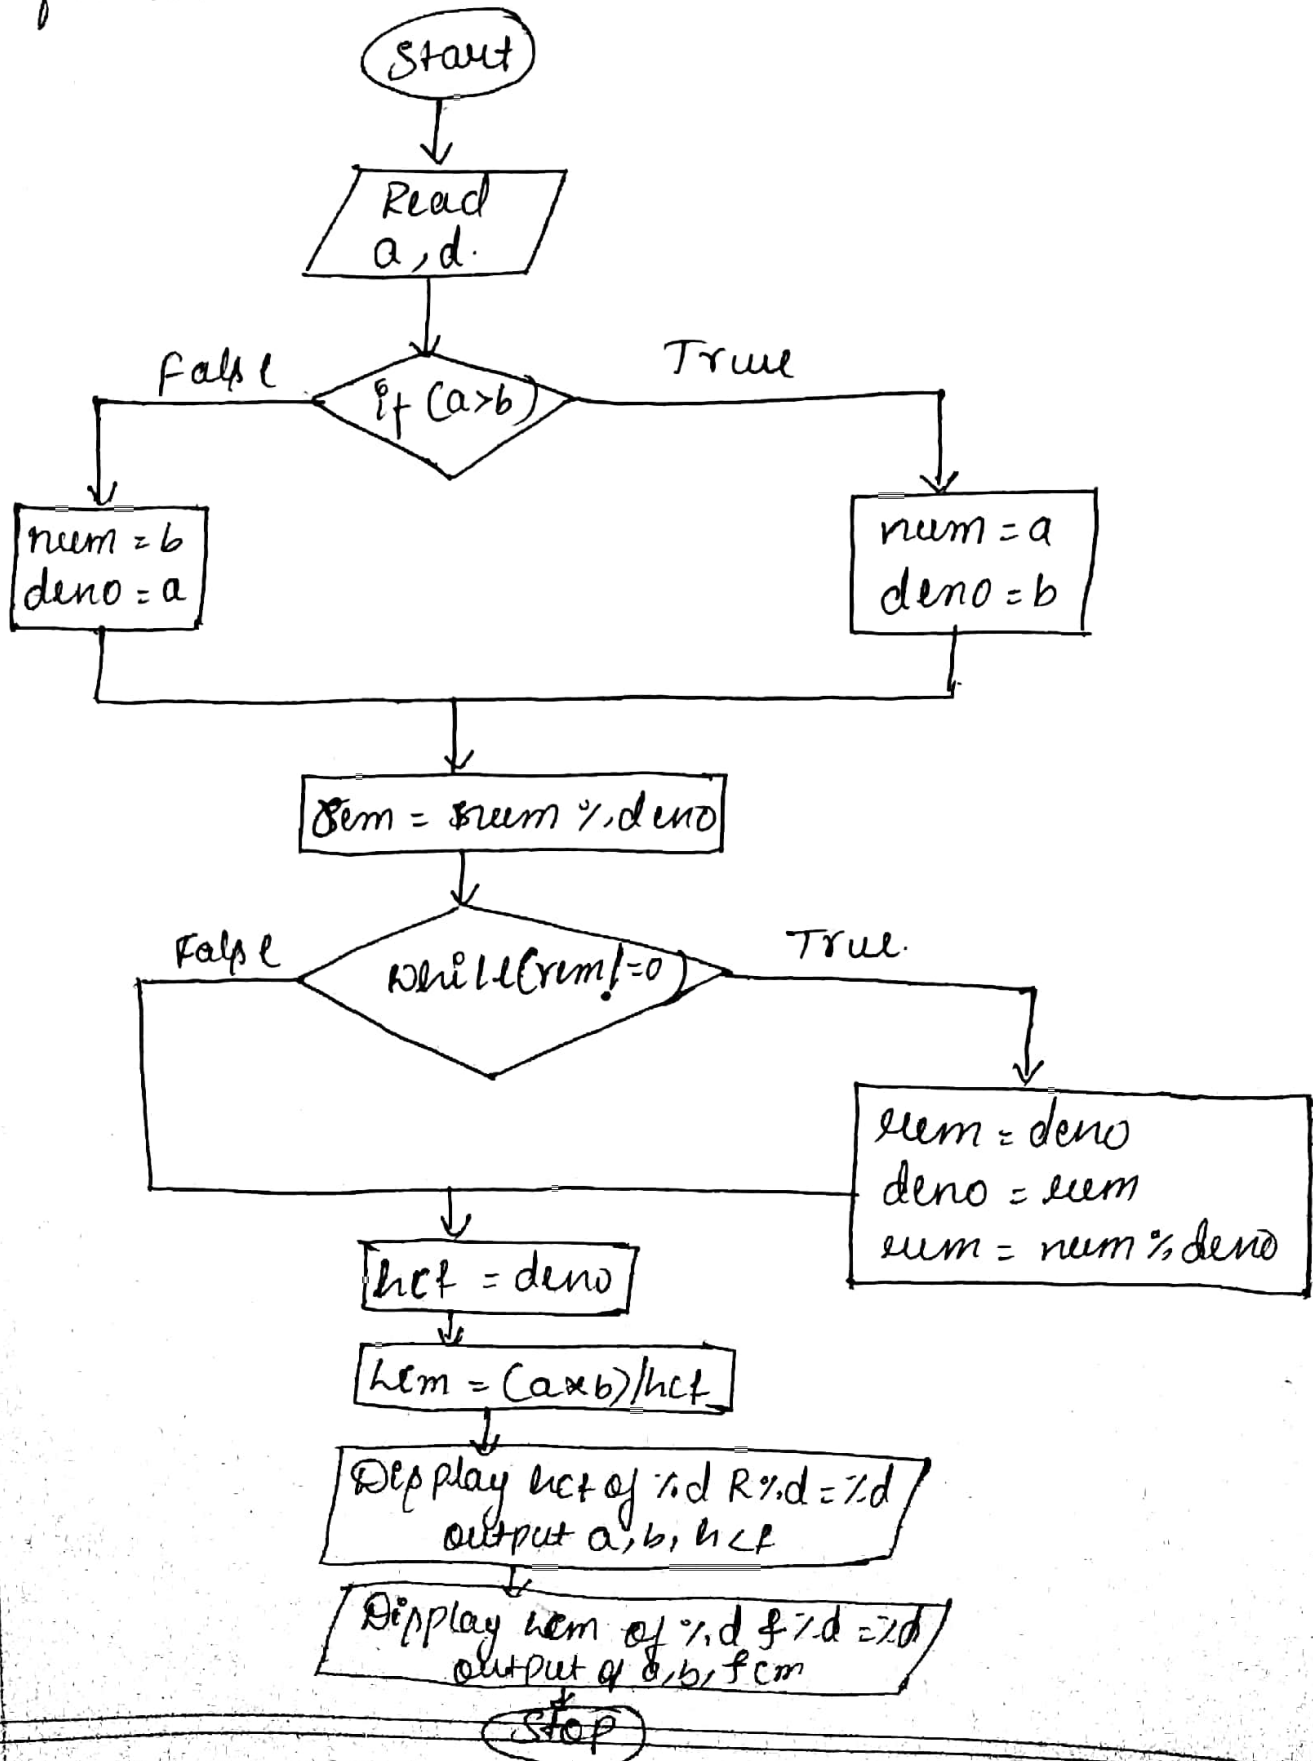 Start
Read
a, d.
False
True
if (a>b)
num = b
deno = a
num = a
deno = b
rem = num % deno
False
True.
while(rem!=0)
rem = deno
deno = rem
rem = num % deno
hcf = deno
lcm = (a*b)/hcf
Display hcf of %d & %d = %d
output a, b, hcf
Display lcm of %d & %d = %d
output of a, b, lcm
Stop